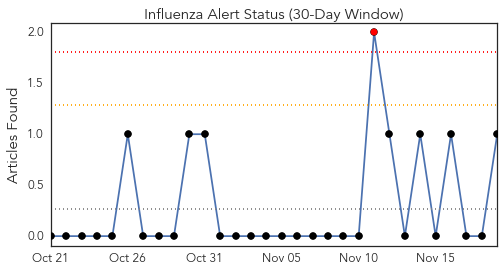 Influenza Alert Status (30-Day Window)
2.0
1.5
1.0
0.5
0.0
Articles Found
Oct 21 Oct 26 Oct 31 Nov 05 Nov 10 Nov 15